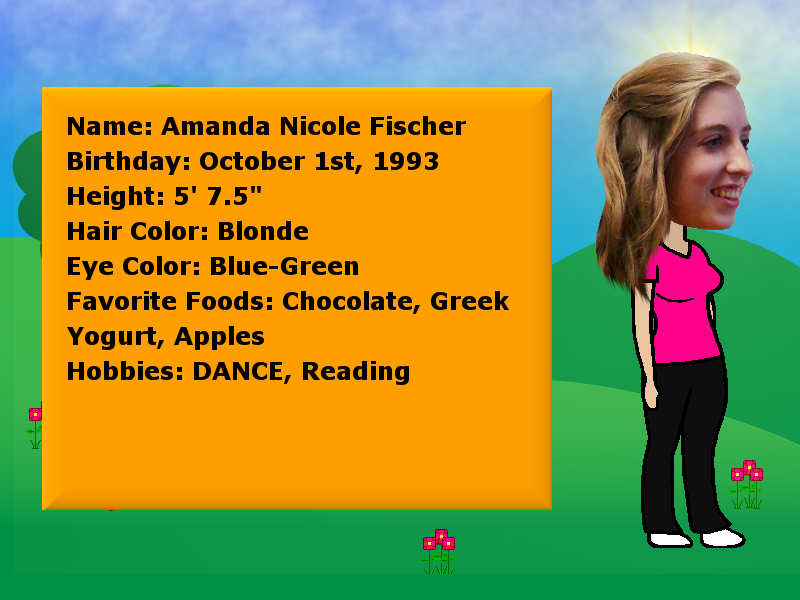 Name: Amanda Nicole Fischer
Birthday: October 1st, 1993
Height: 5' 7.5"
Hair Color: Blonde
Eye Color: Blue-Green
Favorite Foods: Chocolate, Greek
Yogurt, Apples
Hobbies: DANCE, Reading